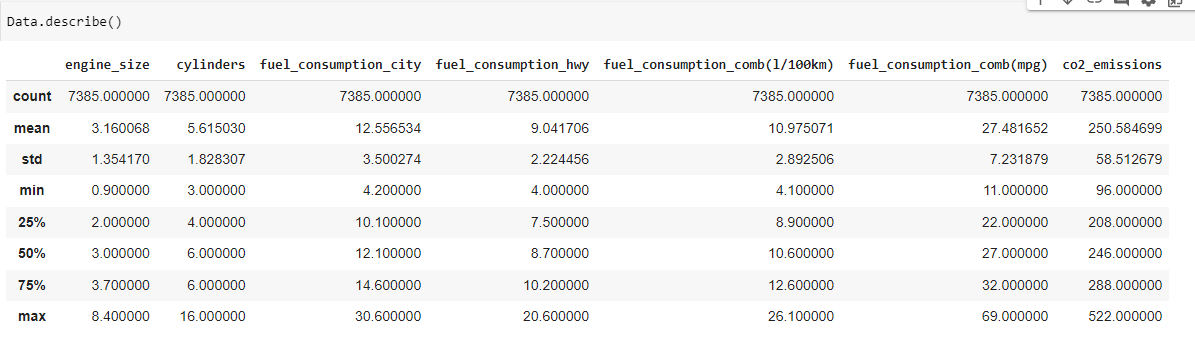 Data.describe()
engine_size cylinders fuel_consumption_city fuel_consumption_hwy fuel_consumption_comb(l/100km) fuel_consumption_comb(mpg) co2_emissions
count 7385.000000 7385.000000 7385.000000 7385.000000 7385.000000 7385.000000 7385.000000
mean 3.160068 5.615030 12.556534 9.041706 10.975071 27.481652 250.584699
std 1.354170 1.828307 3.500274 2.224456 2.892506 7.231879 58.512679
min 0.900000 3.000000 4.200000 4.000000 4.100000 11.000000 96.000000
25% 2.000000 4.000000 10.100000 7.500000 8.900000 22.000000 208.000000
50% 3.000000 6.000000 12.100000 8.700000 10.600000 27.000000 246.000000
75% 3.700000 6.000000 14.600000 10.200000 12.600000 32.000000 288.000000
max 8.400000 16.000000 30.600000 20.600000 26.100000 69.000000 522.000000